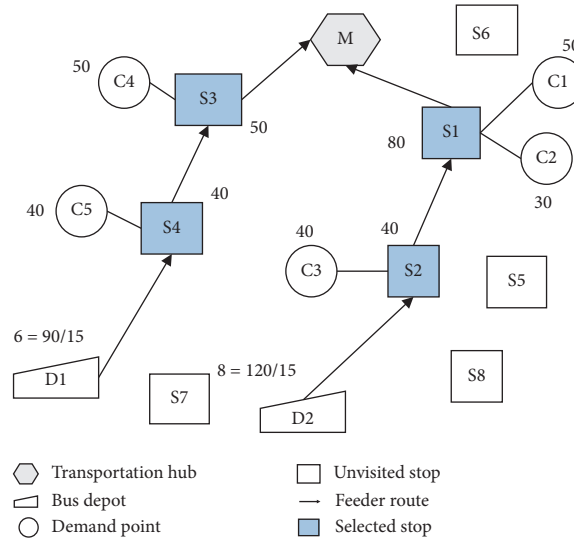 M
S6
50
C1
50
C4
S3
50
S1
80
C2
30
40
C5
40
S4
40
40
C3
S2
S5
6 = 90/15
D1
S7
8 = 120/15
D2
S8
Transportation hub
Unvisited stop
Bus depot
Feeder route
Demand point
Selected stop